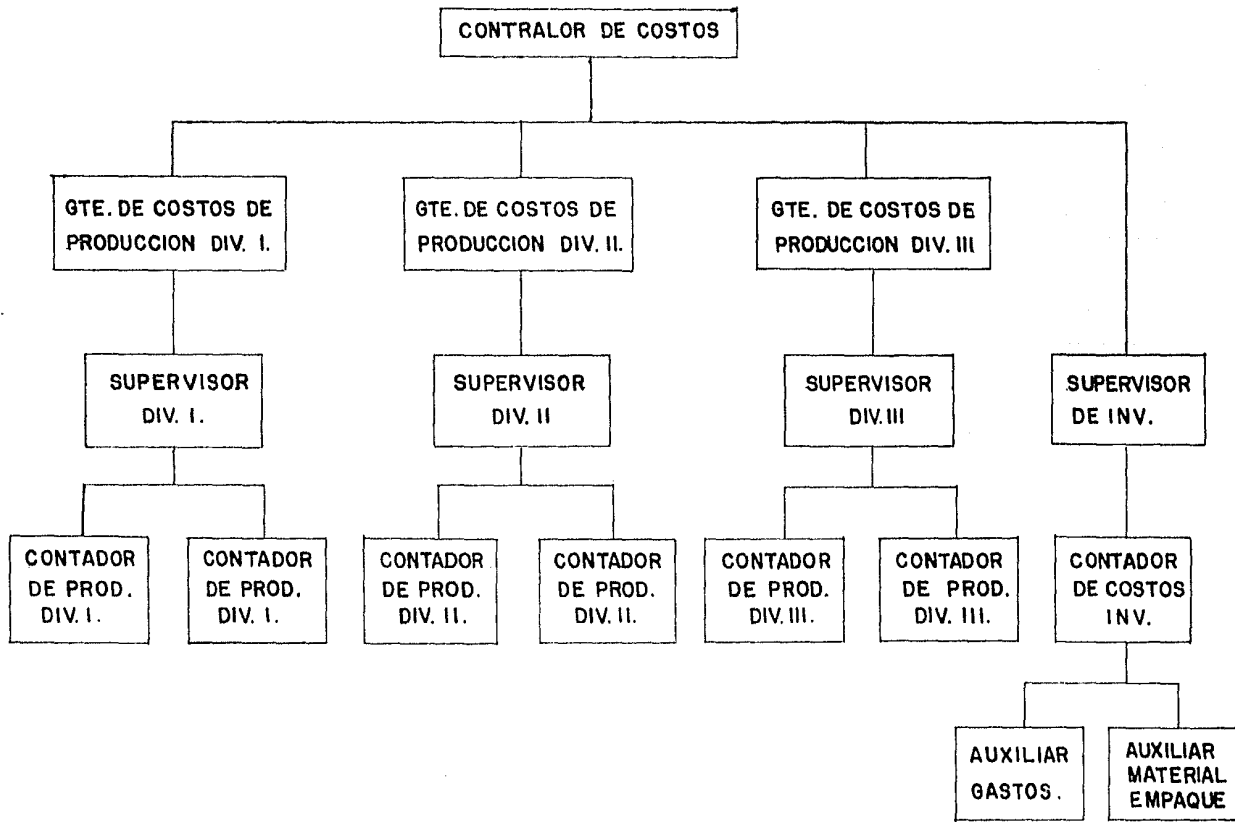 CONTRALOR DE COSTOS
GTE. DE COSTOS DE
PRODUCCION DIV. I.
GTE. DE COSTOS DE
PRODUCCION DIV. II.
GTE. DE COSTOS DE
PRODUCCION DIV. III
SUPERVISOR
DIV. I.
SUPERVISOR
DIV. II
SUPERVISOR
DIV. III
SUPERVISOR
DE INV.
CONTADOR
DE PROD.
DIV. I.
CONTADOR
DE PROD.
DIV. I.
CONTADOR
DE PROD.
DIV. II.
CONTADOR
DE PROD.
DIV. II.
CONTADOR
DE PROD.
DIV. III.
CONTADOR
DE PROD.
DIV. III.
CONTADOR
DE COSTOS
INV.
AUXILIAR
GASTOS.
AUXILIAR
MATERIAL
EMPAQUE